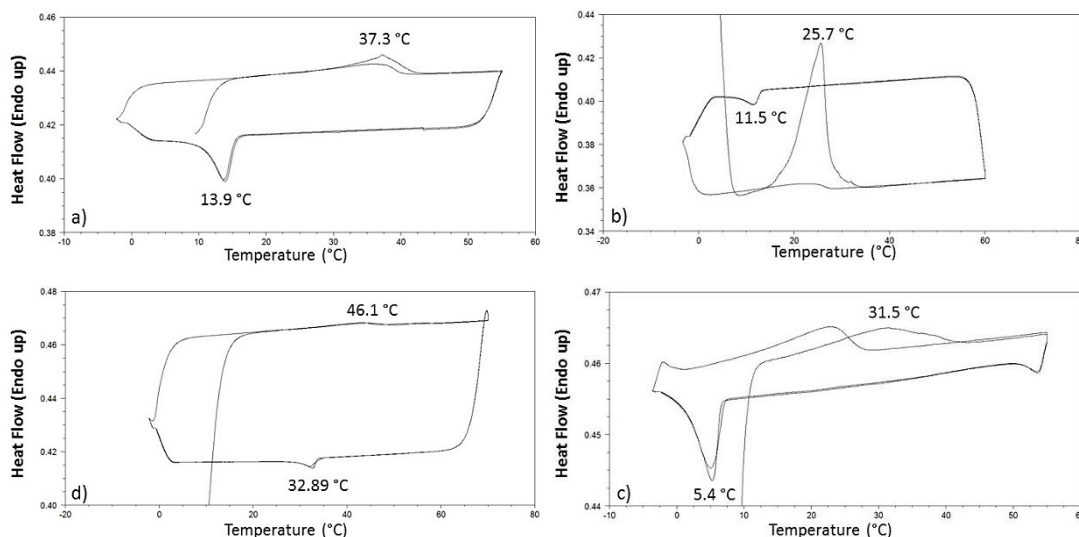 0.46
37.3 °C
0.44
Heat Flow (Endo up)
0.42
0.40
13.9 °C
a)
0.38
-10 0 10 20 30 40 50 60
Temperature (°C)
0.44
25.7 °C
0.42
Heat Flow (Endo up)
0.40
11.5 °C
0.38
0.36
b)
0.34
-20 0 20 40 60 80
Temperature (°C)
0.48
46.1 °C
0.46
Heat Flow (Endo up)
0.44
0.42
32.89 °C
d)
0.40
-20 0 20 40 60 80
Temperature (°C)
0.47
31.5 °C
0.46
Heat Flow (Endo up)
0.45
5.4 °C
c)
0.44
0 10 20 30 40 50
Temperature (°C)